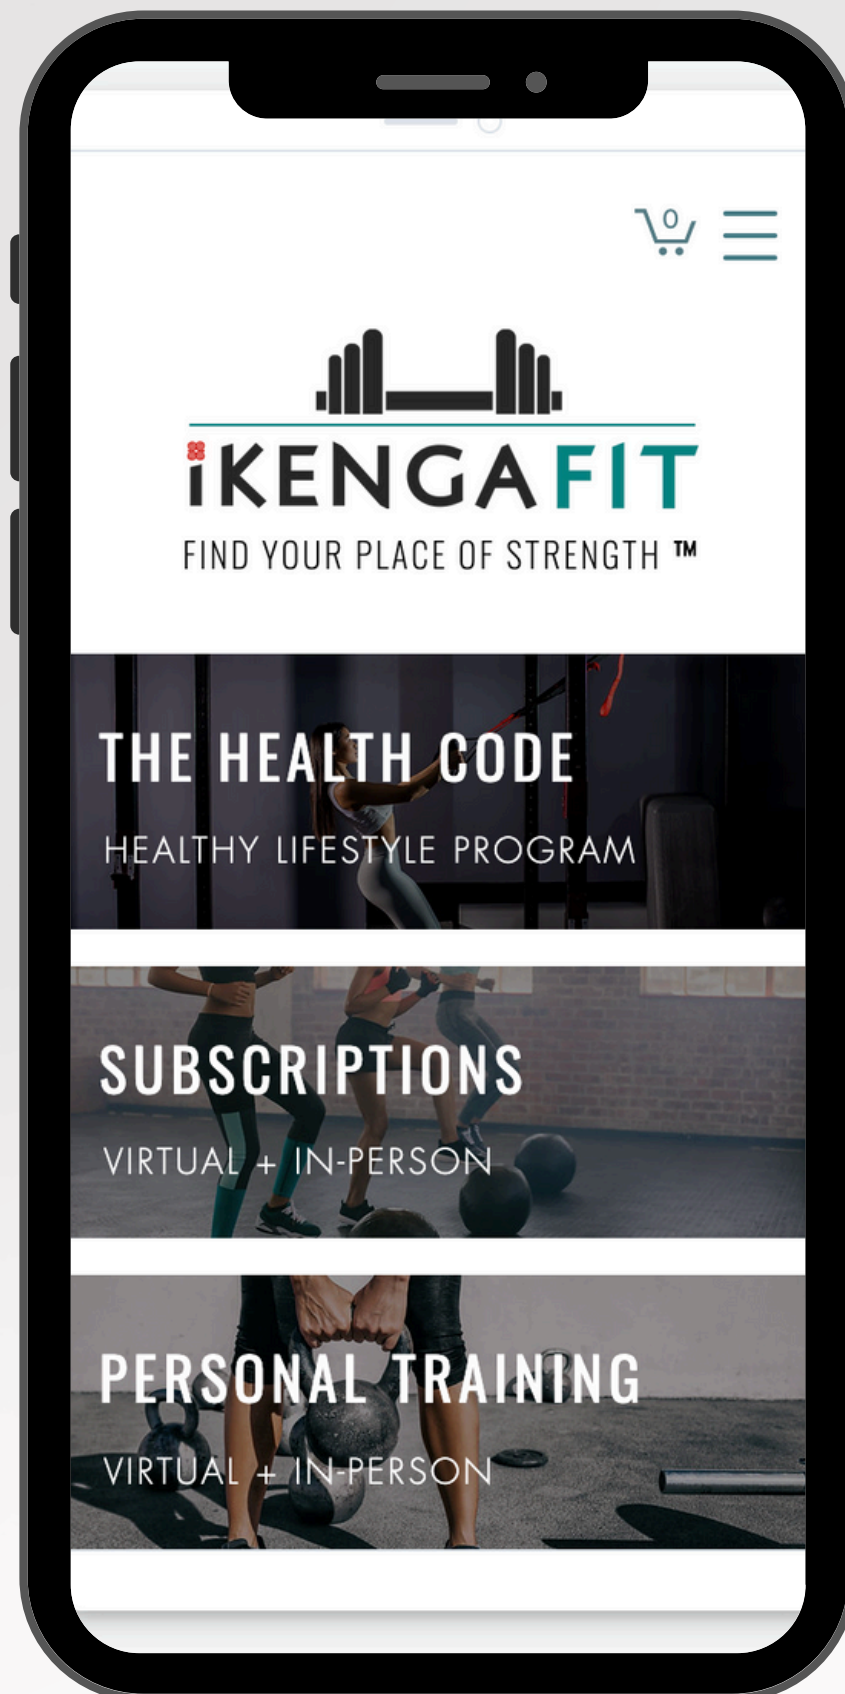 0
iKENGAFIT
FIND YOUR PLACE OF STRENGTH ™
THE HEALTH CODE
HEALTHY LIFESTYLE PROGRAM
SUBSCRIPTIONS
VIRTUAL + IN-PERSON
PERSONAL TRAINING
VIRTUAL + IN-PERSON